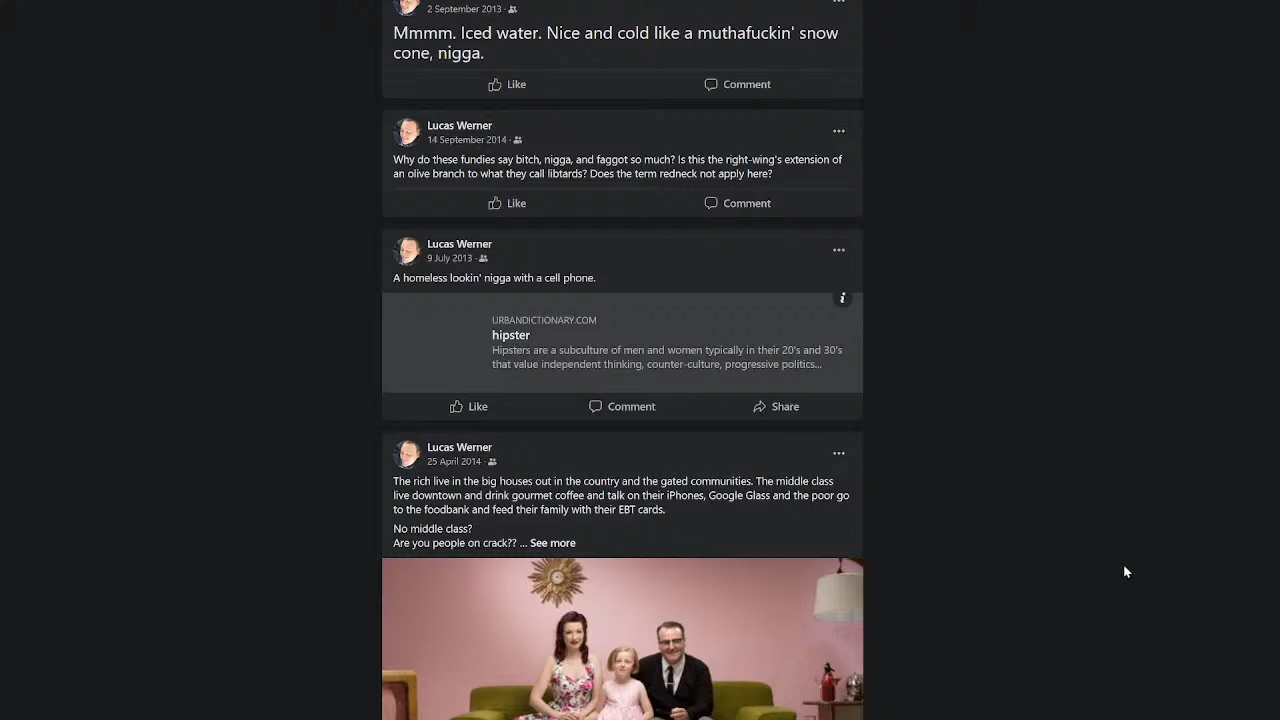 2 September 2013 ·
Mmmm. Iced water. Nice and cold like a muthafuckin' snow
cone, nigga.
Like
Comment
Lucas Werner
14 September 2014 ·
Why do these fundies say bitch, nigga, and faggot so much? Is this the right-wing's extension of
an olive branch to what they call libtards? Does the term redneck not apply here?
Like
Comment
Lucas Werner
9 July 2013 ·
A homeless lookin' nigga with a cell phone.
i
URBANDICTIONARY.COM
hipster
Hipsters are a subculture of men and women typically in their 20's and 30's
that value independent thinking, counter-culture, progressive politics...
Like
Comment
Share
Lucas Werner
25 April 2014 ·
The rich live in the big houses out in the country and the gated communities. The middle class
live downtown and drink gourmet coffee and talk on their iPhones, Google Glass and the poor go
to the foodbank and feed their family with their EBT cards.
No middle class?
Are you people on crack?? ... See more